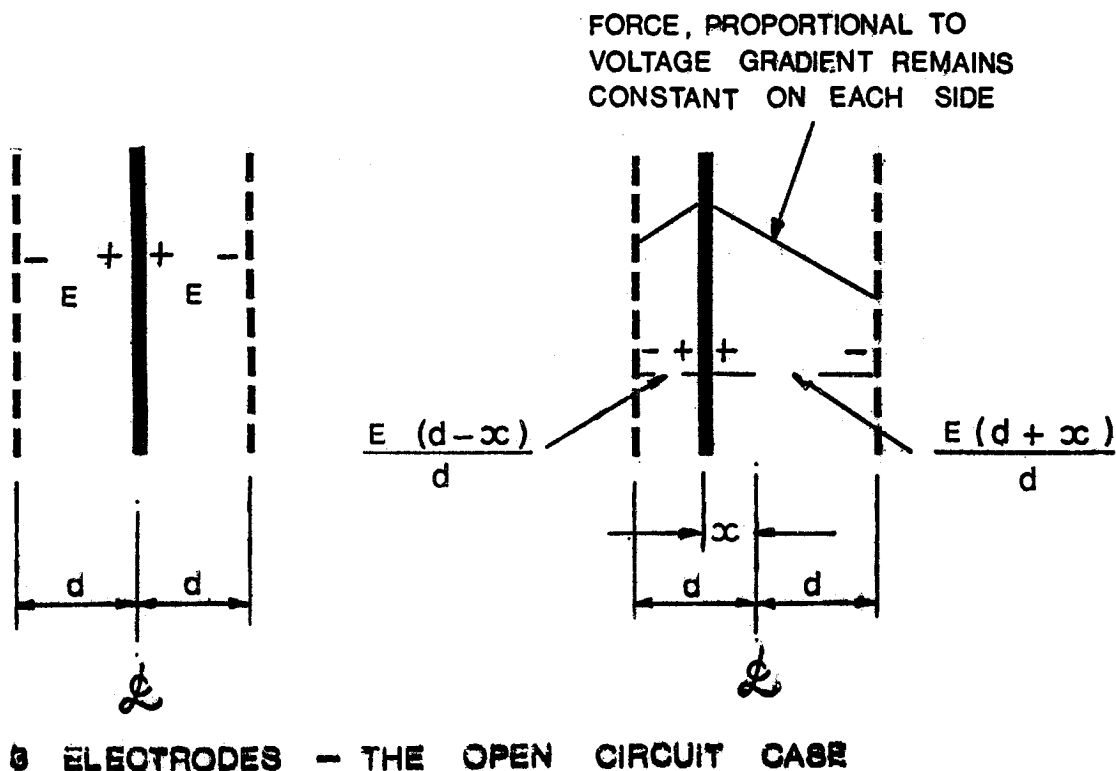 FORCE, PROPORTIONAL TO
VOLTAGE GRADIENT REMAINS
CONSTANT ON EACH SIDE
- + + -
E E
- + + -
E (d-x)
d
E (d + x)
d
x
d d
d d
℄
℄
ELECTRODES - THE OPEN CIRCUIT CASE